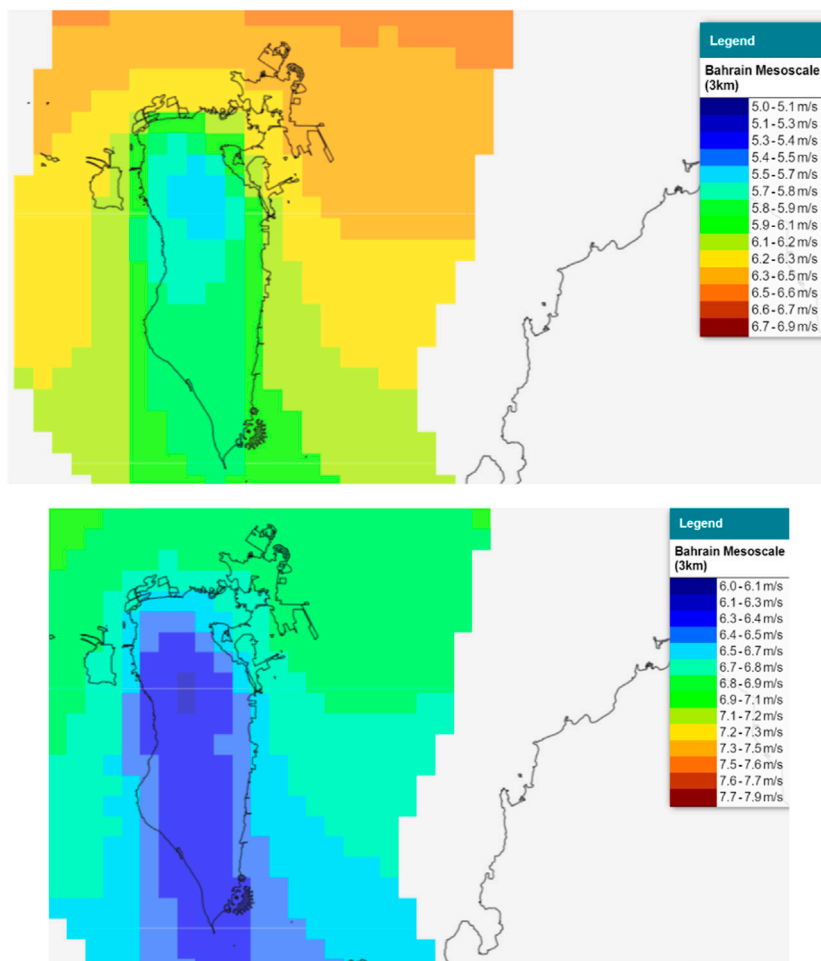 Legend
Bahrain Mesoscale
(3km)
5.0 - 5.1 m/s
5.1 - 5.3 m/s
5.3 - 5.4 m/s
5.4 - 5.5 m/s
5.5 - 5.7 m/s
5.7 - 5.8 m/s
5.8 - 5.9 m/s
5.9 - 6.1 m/s
6.1 - 6.2 m/s
6.2 - 6.3 m/s
6.3 - 6.5 m/s
6.5 - 6.6 m/s
6.6 - 6.7 m/s
6.7 - 6.9 m/s
Legend
Bahrain Mesoscale
(3km)
6.0 - 6.1 m/s
6.1 - 6.3 m/s
6.3 - 6.4 m/s
6.4 - 6.5 m/s
6.5 - 6.7 m/s
6.7 - 6.8 m/s
6.8 - 6.9 m/s
6.9 - 7.1 m/s
7.1 - 7.2 m/s
7.2 - 7.3 m/s
7.3 - 7.5 m/s
7.5 - 7.6 m/s
7.6 - 7.7 m/s
7.7 - 7.9 m/s